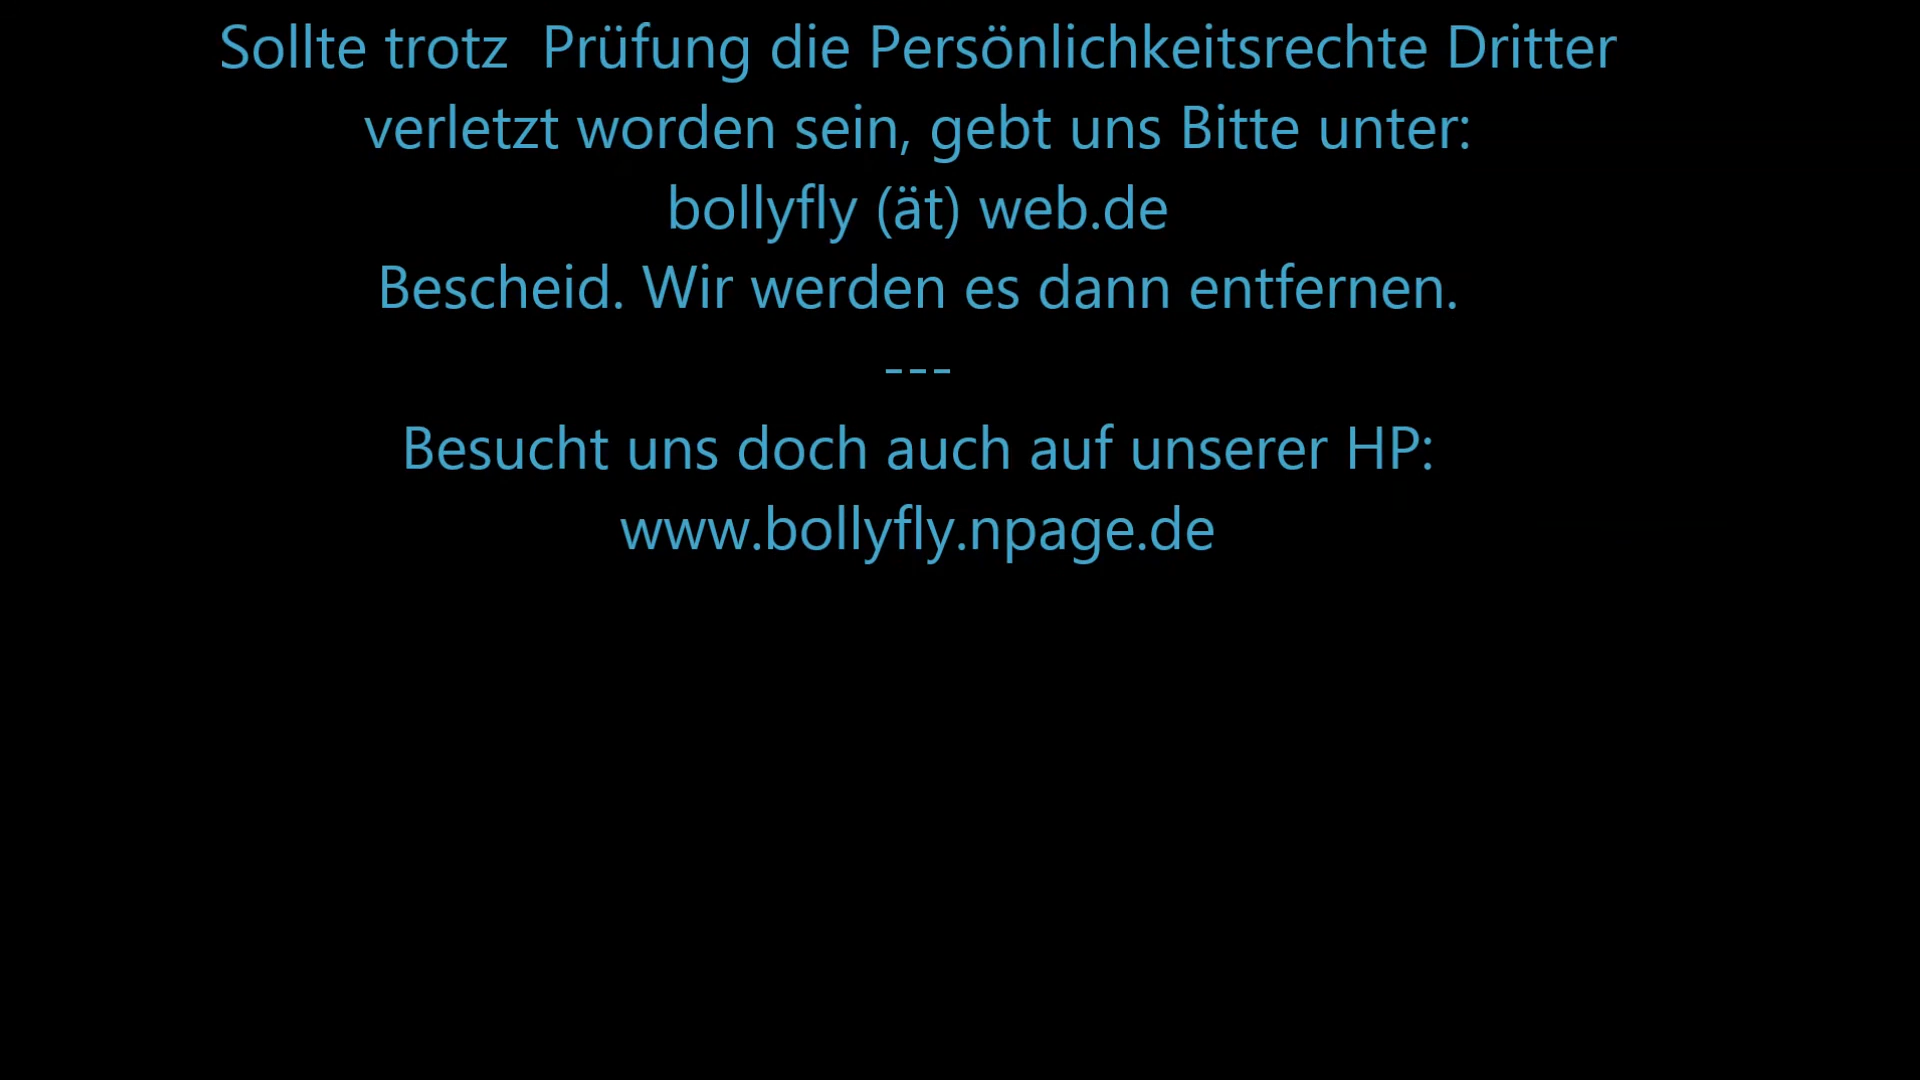 Sollte trotz  Prüfung die Persönlichkeitsrechte Dritter
verletzt worden sein, gebt uns Bitte unter:
bollyfly (ät) web.de
Bescheid. Wir werden es dann entfernen.
---
Besucht uns doch auch auf unserer HP:
www.bollyfly.npage.de